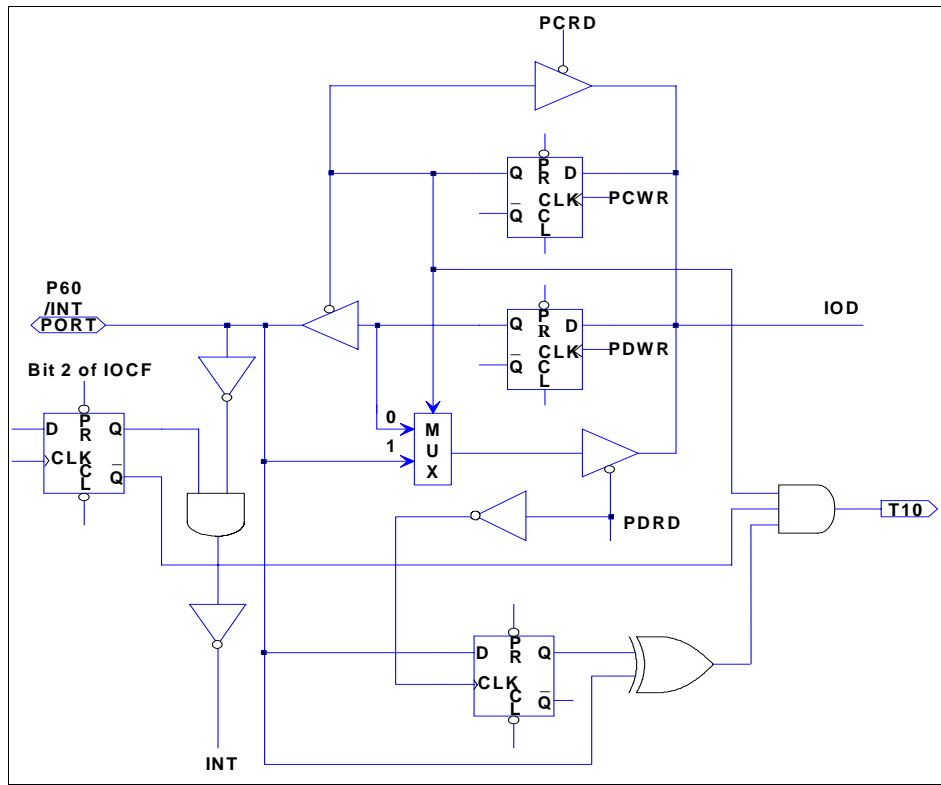 PCRD
Q
P
R
D
CLK
C
L
Q
PCWR
P60
/INT
PORT
IOD
Q
P
R
D
CLK
C
L
Q
PDWR
Bit 2 of IOCF
D
P
R
Q
CLK
C
L
Q
0
1
M
U
X
PDRD
T10
D
P
R
Q
CLK
C
L
Q
INT